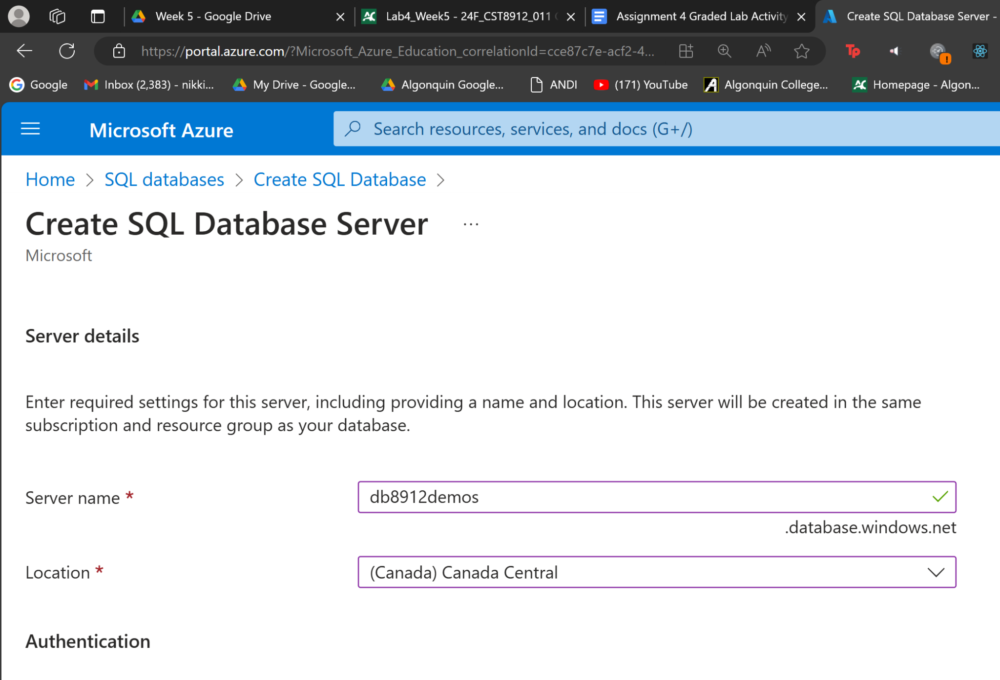 Week 5 - Google Drive
Lab4_Week5 - 24F_CST8912_011
Assignment 4 Graded Lab Activity
Create SQL Database Server -
https://portal.azure.com/?Microsoft_Azure_Education_correlationId=cce87c7e-acf2-4...
Google
Inbox (2,383) - nikki...
My Drive - Google...
Algonquin Google...
ANDI
(171) YouTube
Algonquin College...
Homepage - Algon...
Microsoft Azure
Search resources, services, and docs (G+/)
Home > SQL databases > Create SQL Database >
Create SQL Database Server ...
Microsoft
Server details
Enter required settings for this server, including providing a name and location. This server will be created in the same
subscription and resource group as your database.
Server name *
db8912demos
.database.windows.net
Location *
(Canada) Canada Central
Authentication